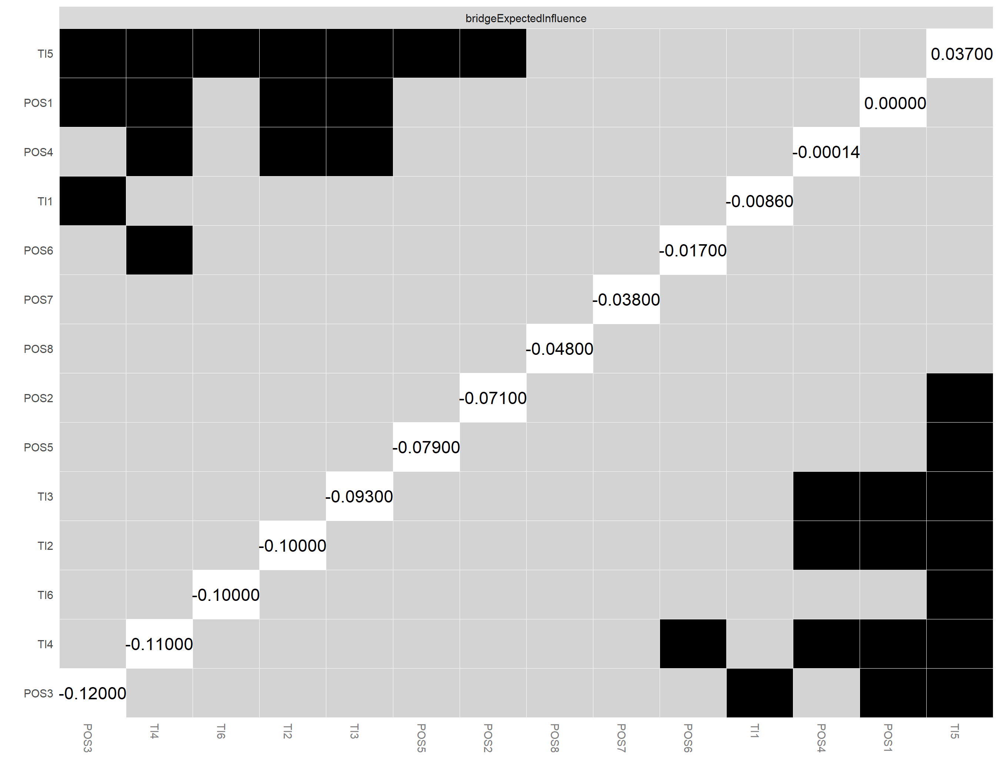 bridgeExpectedInfluence
TI5 0.03700
POS1 0.00000
POS4 -0.00014
TI1 -0.00860
POS6 -0.01700
POS7 -0.03800
POS8 -0.04800
POS2 -0.07100
POS5 -0.07900
TI3 -0.09300
TI2 -0.10000
TI6 -0.10000
TI4 -0.11000
POS3 -0.12000
POS3 TI4 TI6 TI2 TI3 POS5 POS2 POS8 POS7 POS6 TI1 POS4 POS1 TI5